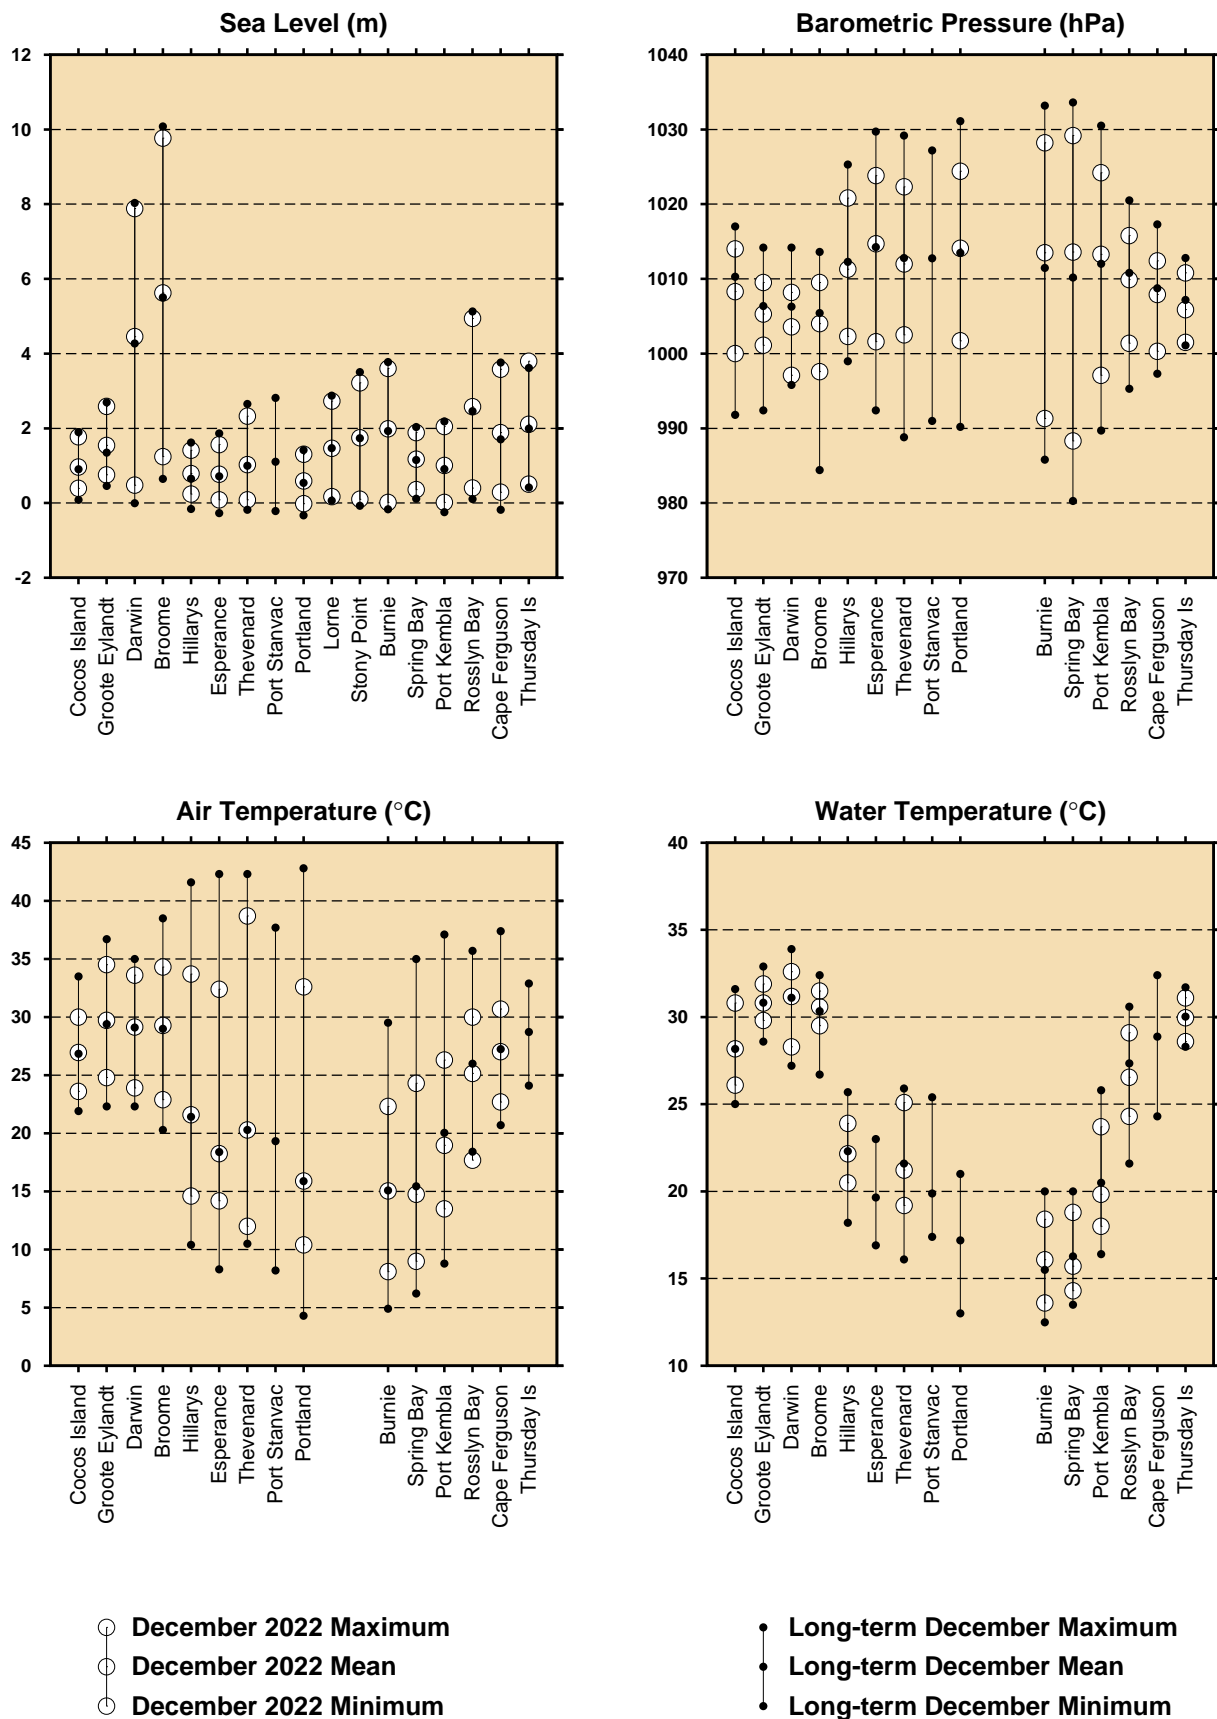 Sea Level (m)
12
10
8
6
4
2
0
-2
Cocos Island
Groote Eylandt
Darwin
Broome
Hillarys
Esperance
Thevenard
Port Stanvac
Portland
Lorne
Stony Point
Burnie
Spring Bay
Port Kembla
Rosslyn Bay
Cape Ferguson
Thursday Is
Barometric Pressure (hPa)
1040
1030
1020
1010
1000
990
980
970
Cocos Island
Groote Eylandt
Darwin
Broome
Hillarys
Esperance
Thevenard
Port Stanvac
Portland
Burnie
Spring Bay
Port Kembla
Rosslyn Bay
Cape Ferguson
Thursday Is
Air Temperature (°C)
45
40
35
30
25
20
15
10
5
0
Cocos Island
Groote Eylandt
Darwin
Broome
Hillarys
Esperance
Thevenard
Port Stanvac
Portland
Burnie
Spring Bay
Port Kembla
Rosslyn Bay
Cape Ferguson
Thursday Is
Water Temperature (°C)
40
35
30
25
20
15
10
Cocos Island
Groote Eylandt
Darwin
Broome
Hillarys
Esperance
Thevenard
Port Stanvac
Portland
Burnie
Spring Bay
Port Kembla
Rosslyn Bay
Cape Ferguson
Thursday Is
December 2022 Maximum
December 2022 Mean
December 2022 Minimum
Long-term December Maximum
Long-term December Mean
Long-term December Minimum